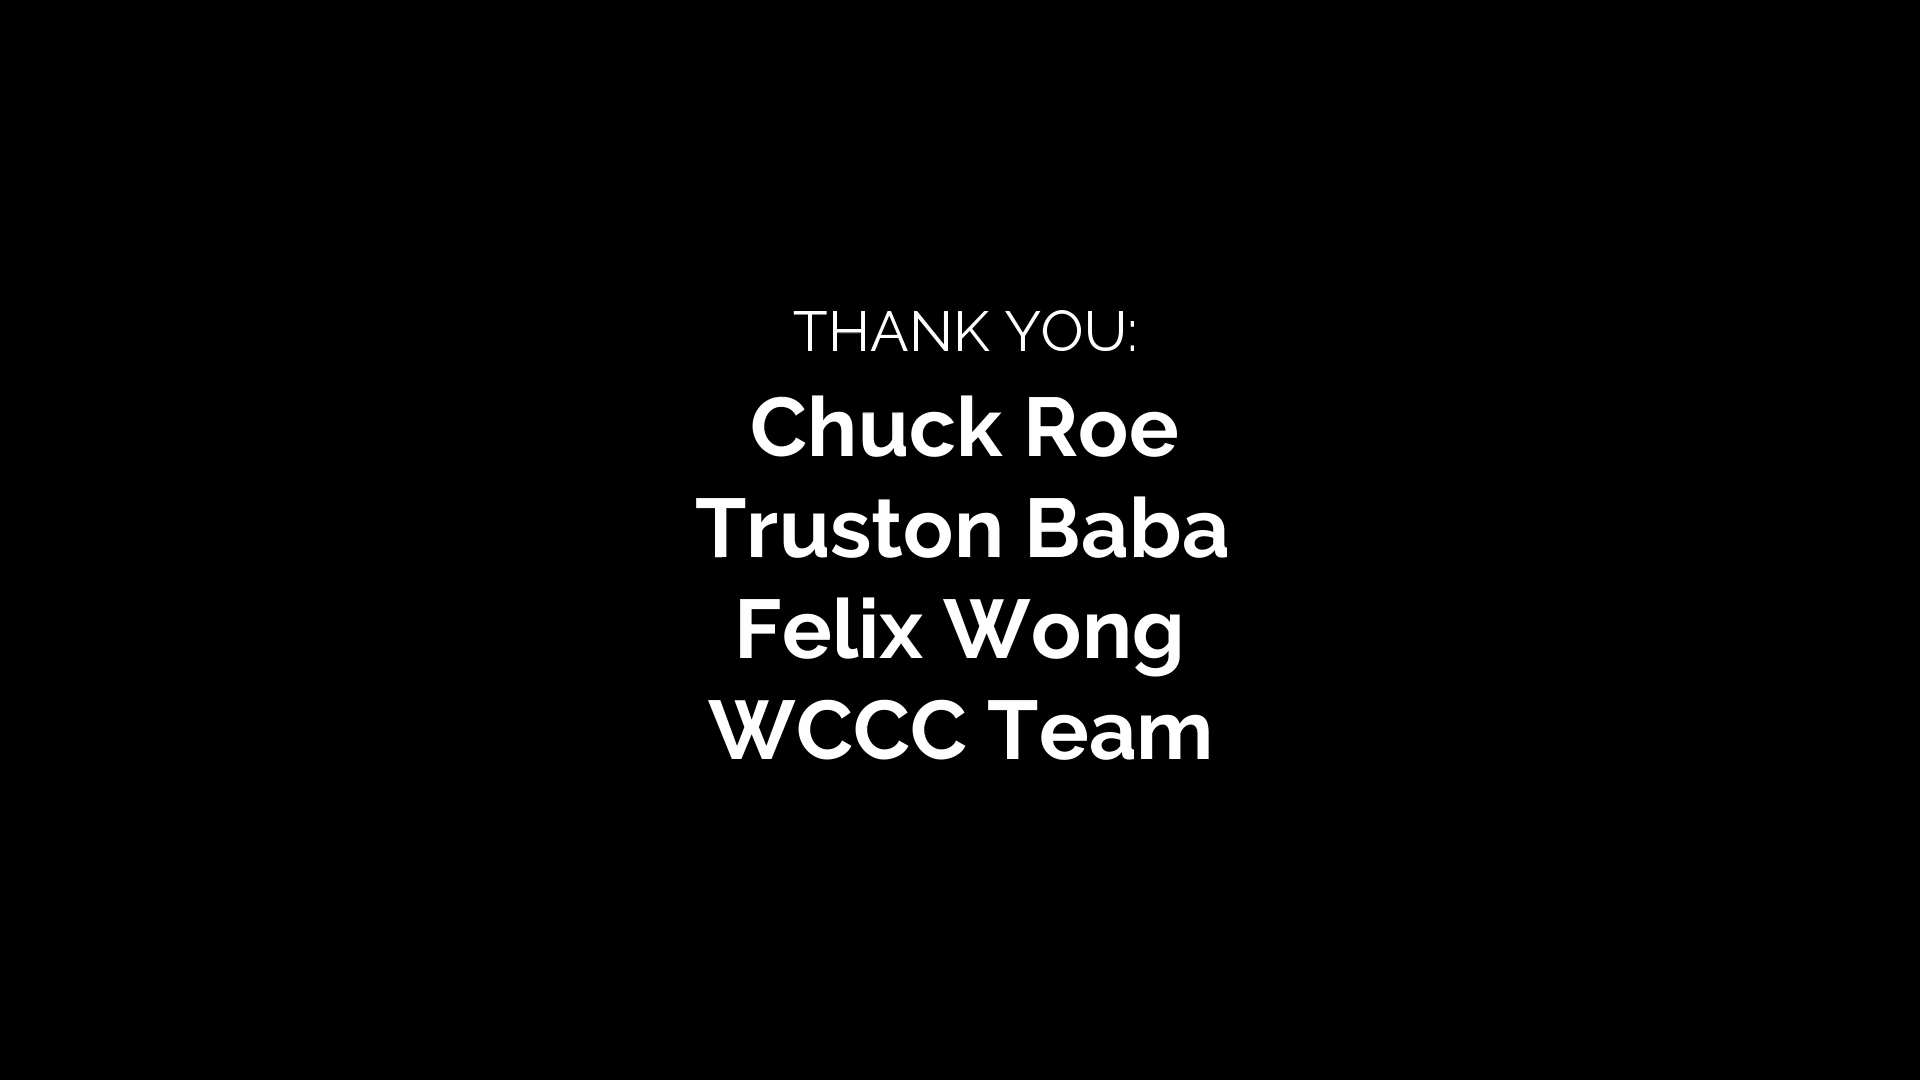 THANK YOU:
Chuck Roe
Truston Baba
Felix Wong
WCCC Team